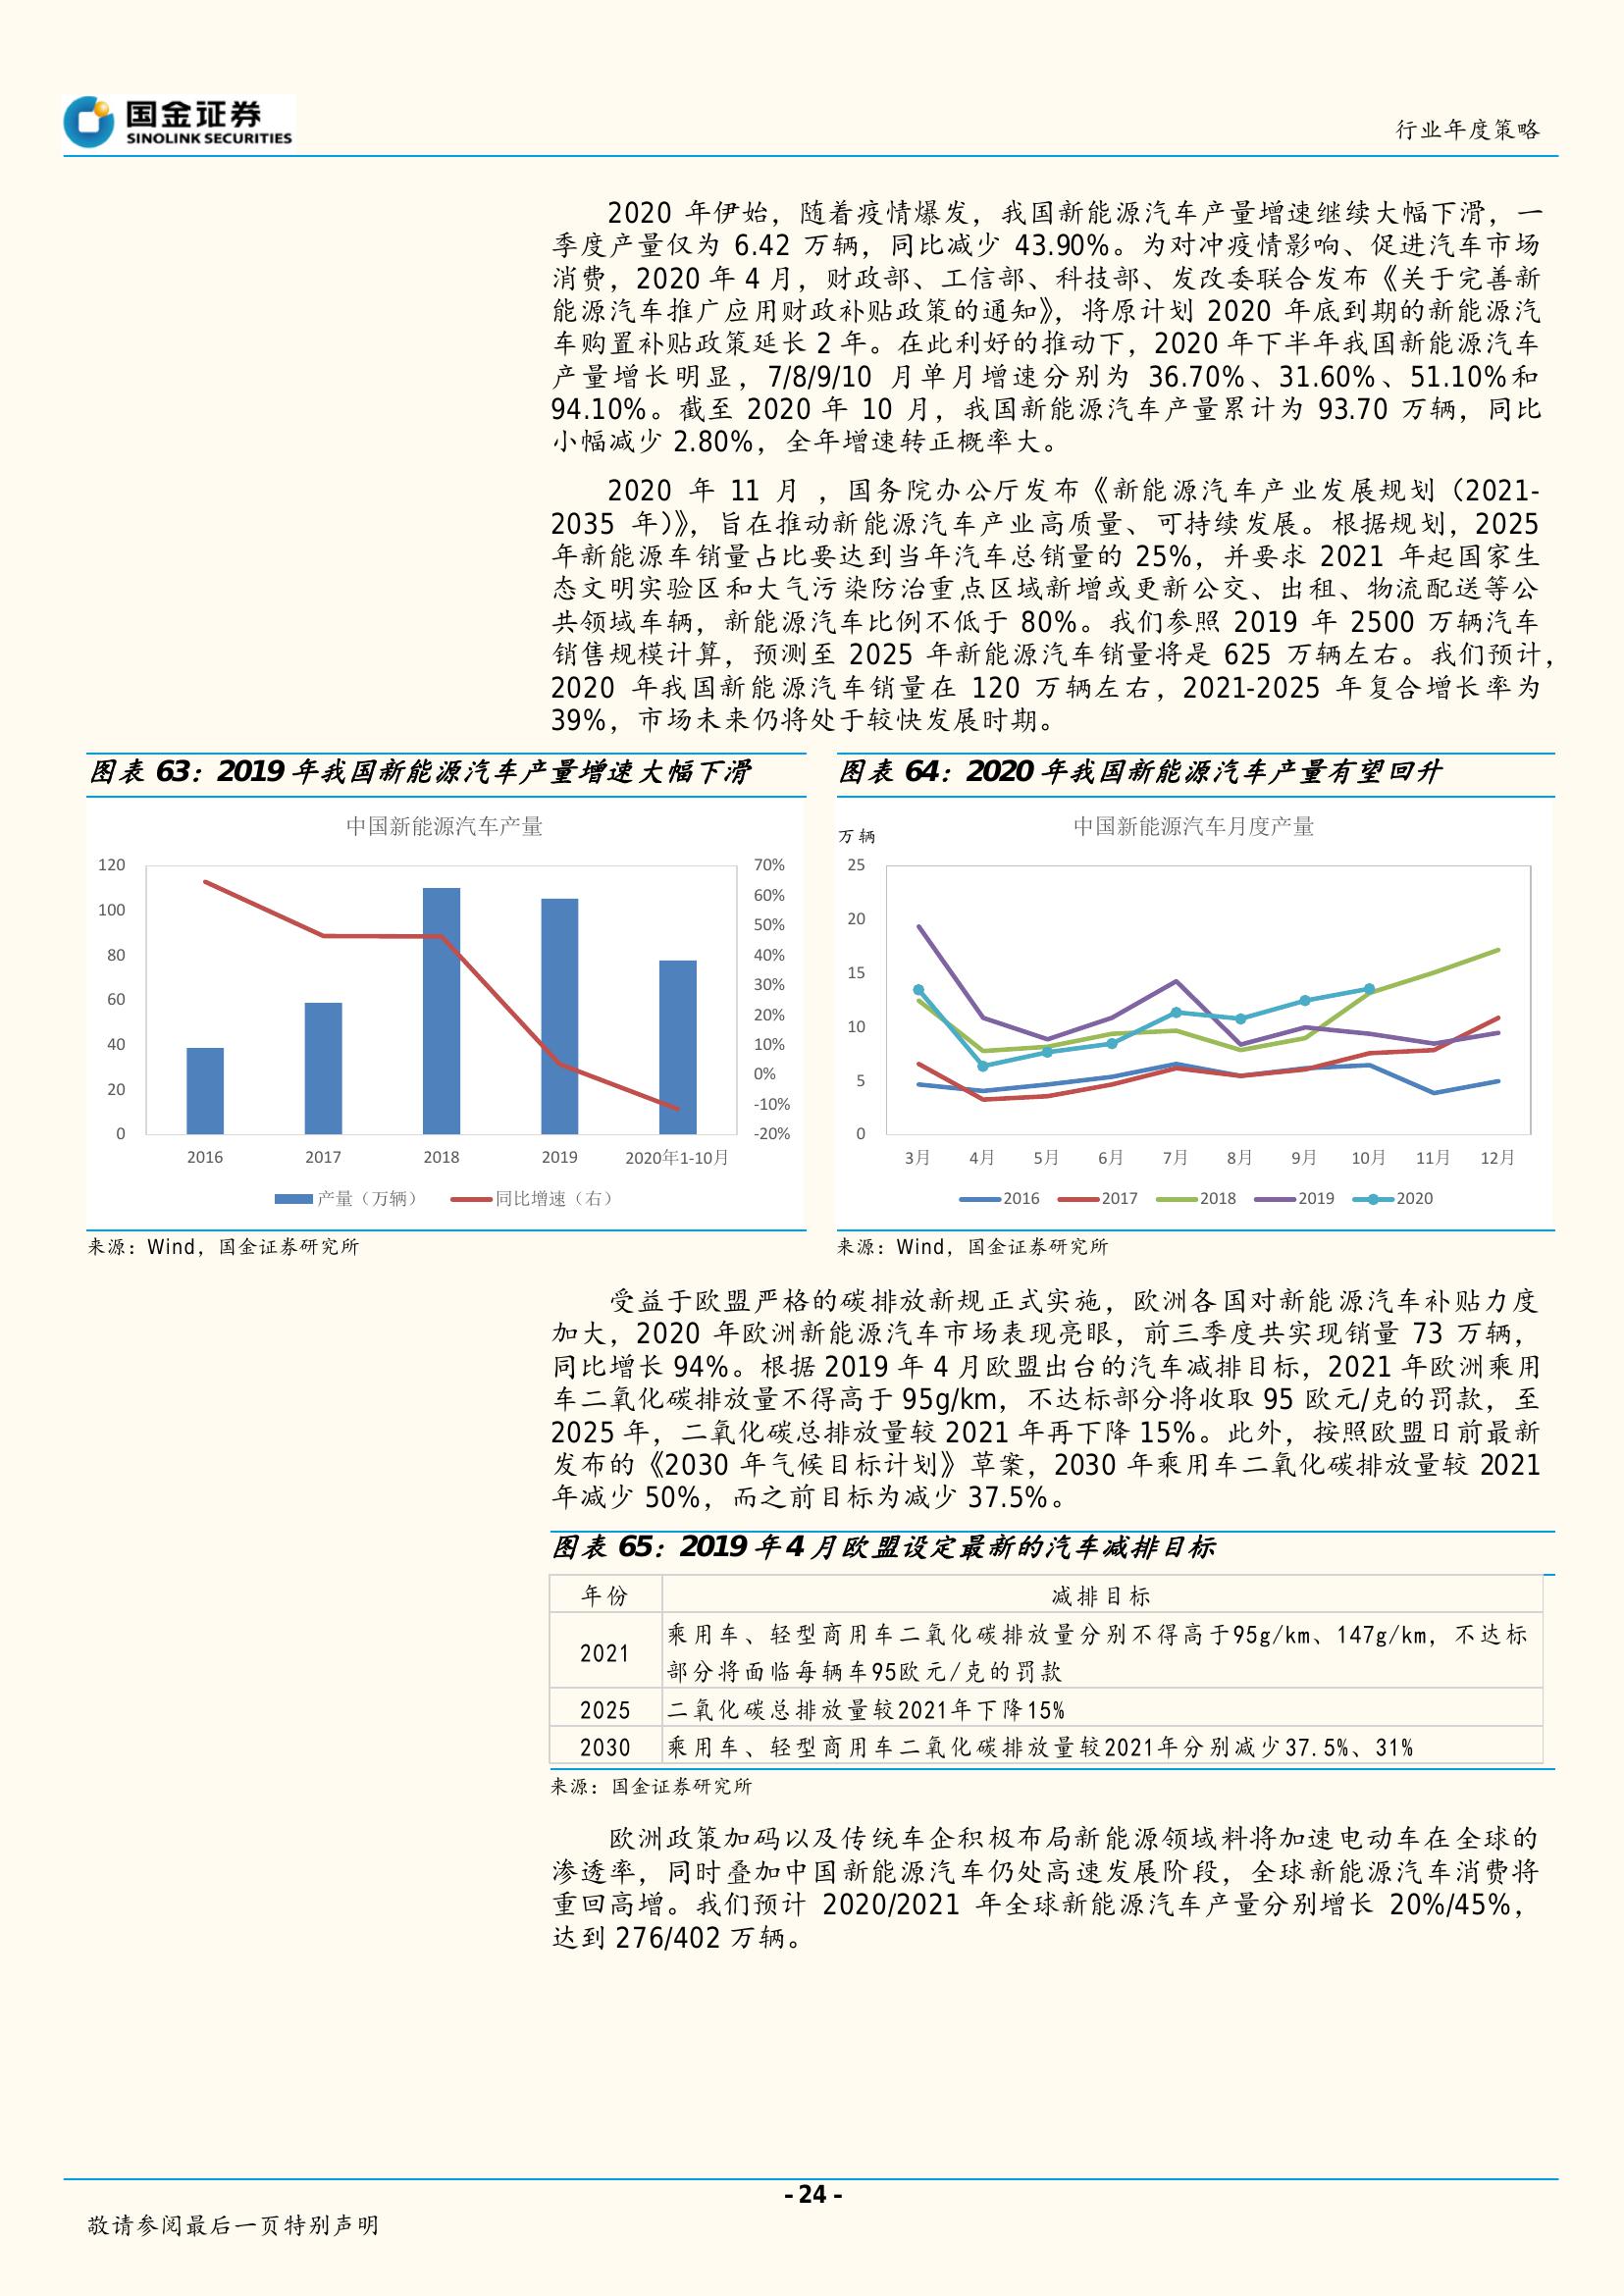 国金证券
SINOLINK SECURITIES
行业年度策略
2020 年伊始，随着疫情爆发，我国新能源汽车产量增速继续大幅下滑，一
季度产量仅为 6.42 万辆，同比减少 43.90%。为对冲疫情影响、促进汽车市场
消费，2020 年 4 月，财政部、工信部、科技部、发改委联合发布《关于完善新
能源汽车推广应用财政补贴政策的通知》，将原计划 2020 年底到期的新能源汽
车购置补贴政策延长 2 年。在此利好的推动下，2020 年下半年我国新能源汽车
产量增长明显，7/8/9/10 月单月增速分别为 36.70%、31.60%、51.10%和
94.10%。截至 2020 年 10 月，我国新能源汽车产量累计为 93.70 万辆，同比
小幅减少 2.80%，全年增速转正概率大。
2020 年 11 月 ，国务院办公厅发布《新能源汽车产业发展规划（2021-
2035 年）》，旨在推动新能源汽车产业高质量、可持续发展。根据规划，2025
年新能源车销量占比要达到当年汽车总销量的 25%，并要求 2021 年起国家生
态文明实验区和大气污染防治重点区域新增或更新公交、出租、物流配送等公
共领域车辆，新能源汽车比例不低于 80%。我们参照 2019 年 2500 万辆汽车
销售规模计算，预测至 2025 年新能源汽车销量将是 625 万辆左右。我们预计，
2020 年我国新能源汽车销量在 120 万辆左右，2021-2025 年复合增长率为
39%，市场未来仍将处于较快发展时期。
图表 63：2019 年我国新能源汽车产量增速大幅下滑
中国新能源汽车产量
120
100
80
60
40
20
0
70%
60%
50%
40%
30%
20%
10%
0%
-10%
-20%
2016 2017 2018 2019 2020年1-10月
产量（万辆） 同比增速（右）
来源：Wind，国金证券研究所
图表 64：2020 年我国新能源汽车产量有望回升
中国新能源汽车月度产量
万辆
25
20
15
10
5
0
3月 4月 5月 6月 7月 8月 9月 10月 11月 12月
2016 2017 2018 2019 2020
来源：Wind，国金证券研究所
受益于欧盟严格的碳排放新规正式实施，欧洲各国对新能源汽车补贴力度
加大，2020 年欧洲新能源汽车市场表现亮眼，前三季度共实现销量 73 万辆，
同比增长 94%。根据 2019 年 4 月欧盟出台的汽车减排目标，2021 年欧洲乘用
车二氧化碳排放量不得高于 95g/km，不达标部分将收取 95 欧元/克的罚款，至
2025 年，二氧化碳总排放量较 2021 年再下降 15%。此外，按照欧盟日前最新
发布的《2030 年气候目标计划》草案，2030 年乘用车二氧化碳排放量较 2021
年减少 50%，而之前目标为减少 37.5%。
图表 65：2019 年 4 月欧盟设定最新的汽车减排目标
年份 减排目标
2021 乘用车、轻型商用车二氧化碳排放量分别不得高于95g/km、147g/km，不达标
部分将面临每辆车95欧元/克的罚款
2025 二氧化碳总排放量较2021年下降15%
2030 乘用车、轻型商用车二氧化碳排放量较2021年分别减少37.5%、31%
来源：国金证券研究所
欧洲政策加码以及传统车企积极布局新能源领域料将加速电动车在全球的
渗透率，同时叠加中国新能源汽车仍处高速发展阶段，全球新能源汽车消费将
重回高增。我们预计 2020/2021 年全球新能源汽车产量分别增长 20%/45%，
达到 276/402 万辆。
- 24 -
敬请参阅最后一页特别声明